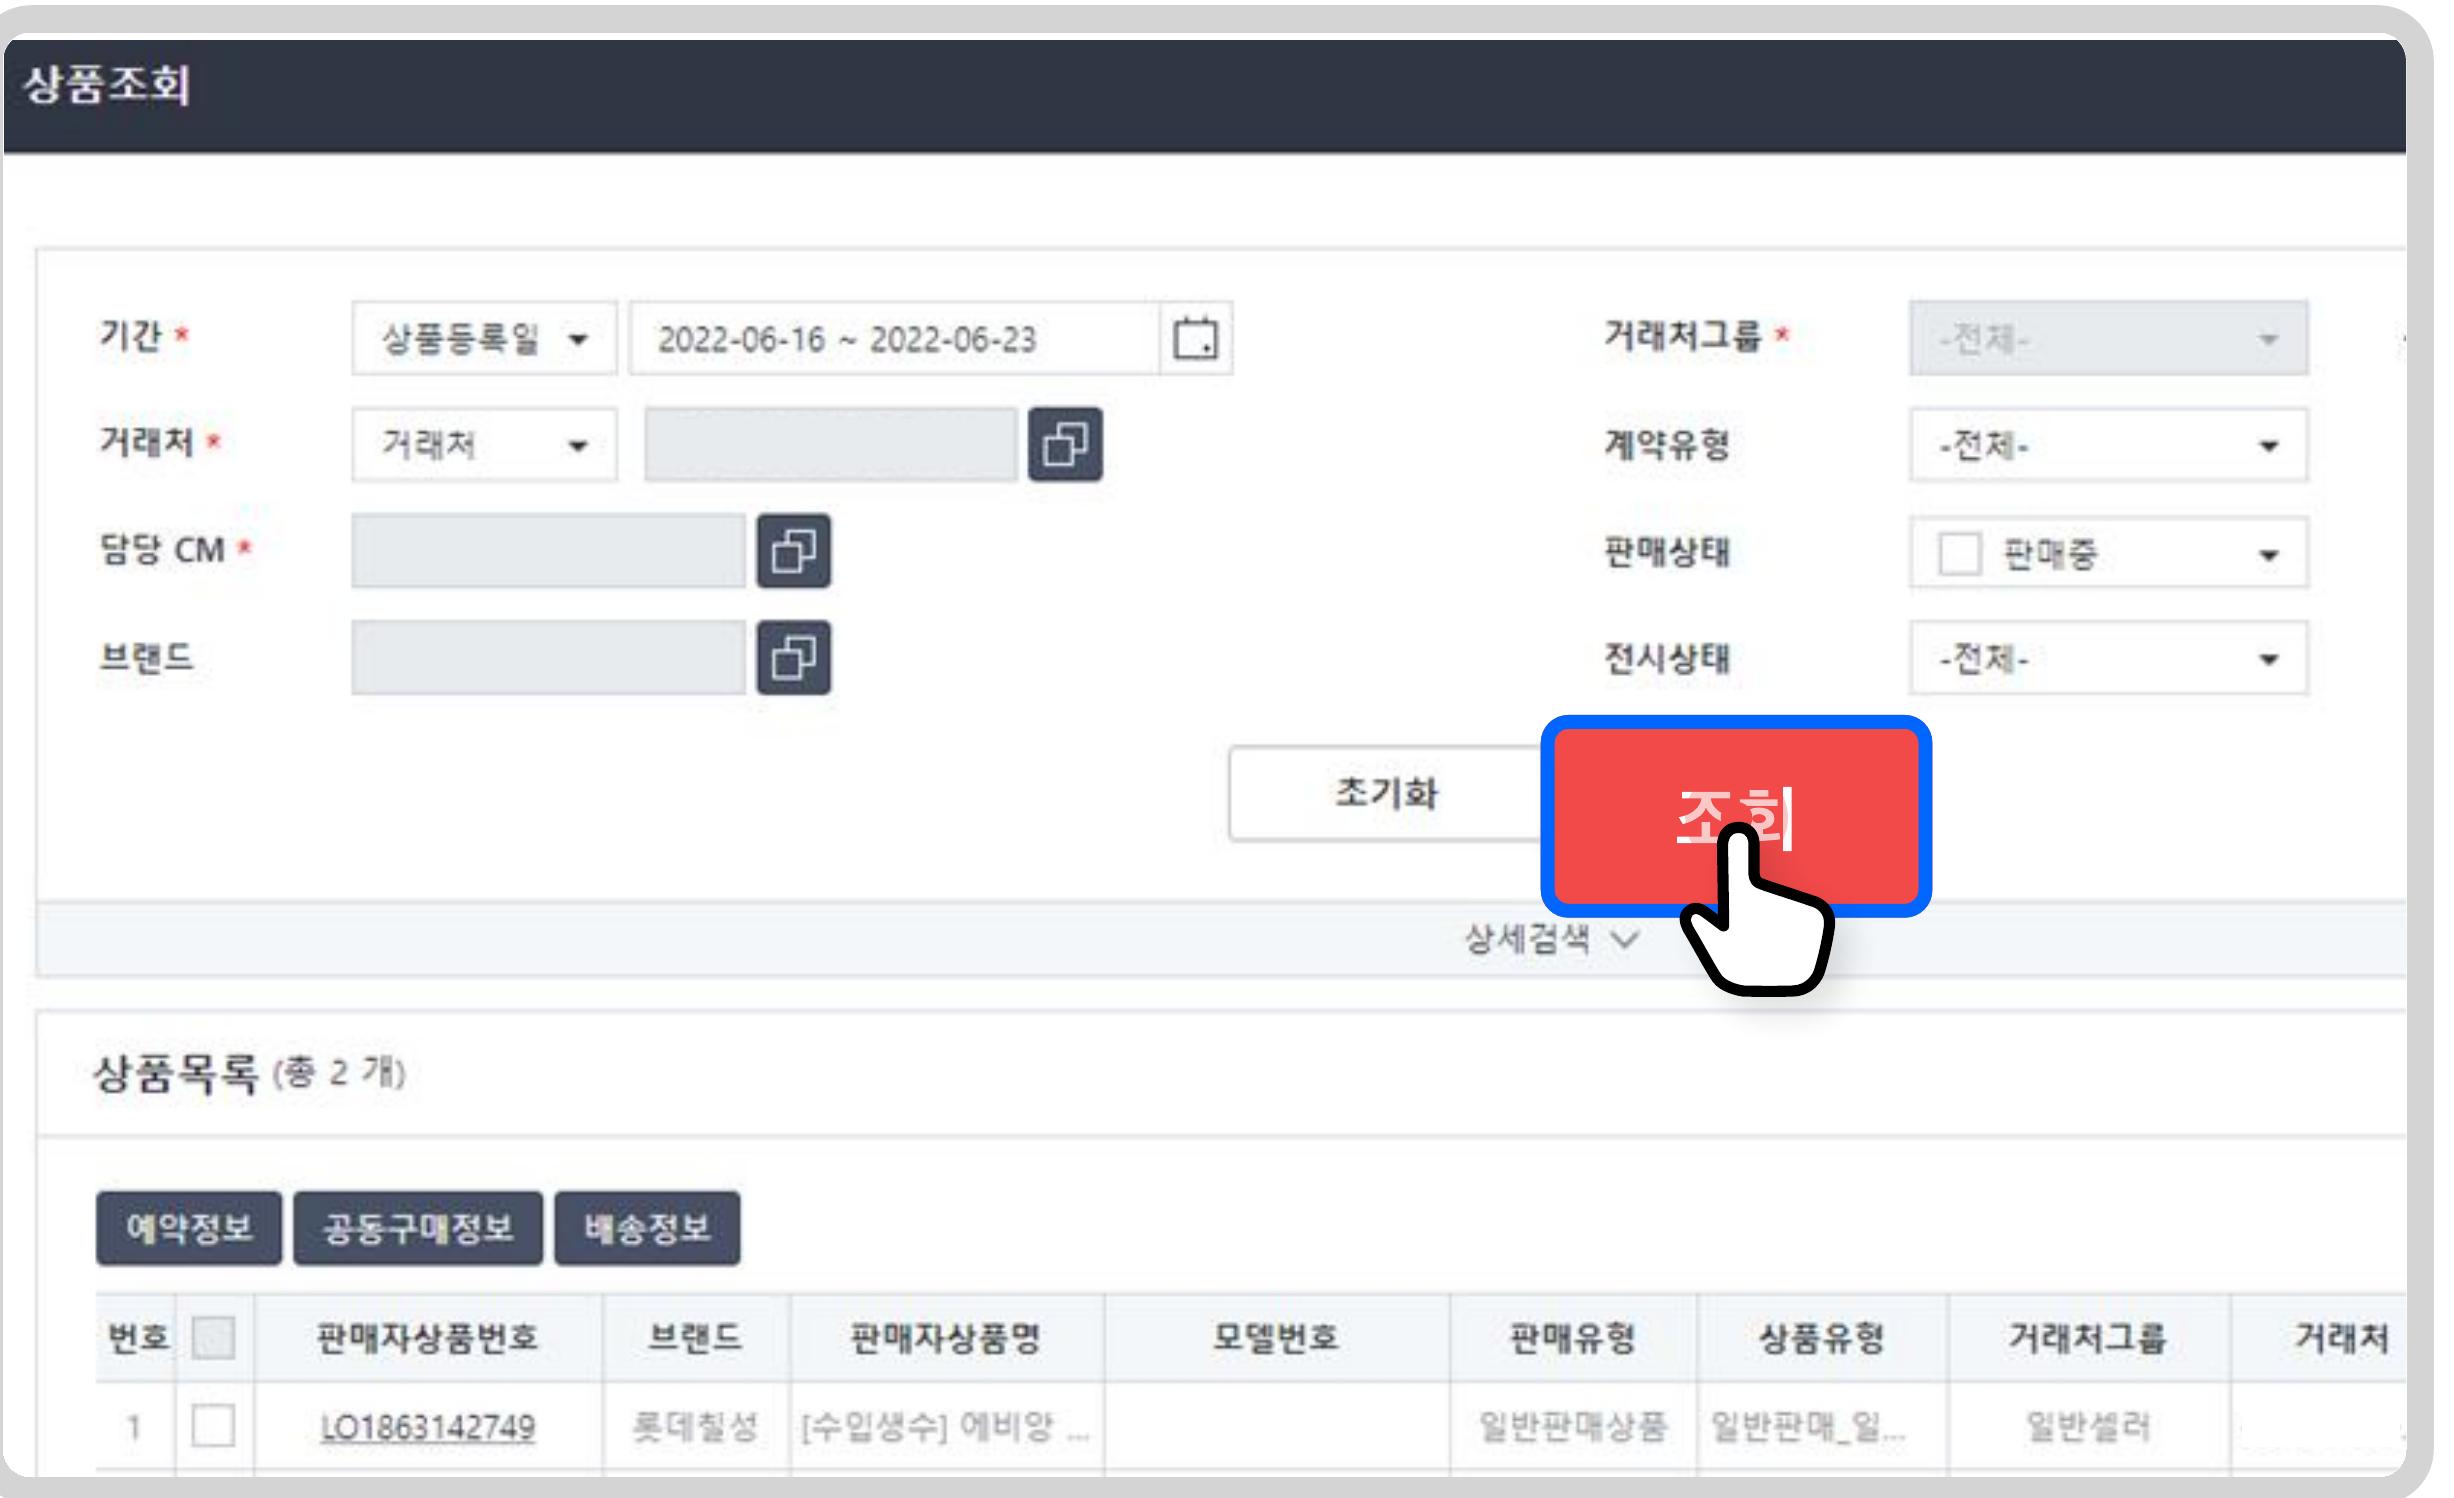 상품조회
기간 * 상품등록일 2022-06-16 ~ 2022-06-23 거래처그룹 * -전체-
거래처 * 거래처 계약유형 -전체-
담당 CM * 판매상태 판매중
브랜드 전시상태 -전체-
초기화 조회
상세검색
상품목록 (총 2 개)
예약정보 공동구매정보 배송정보
번호 판매자상품번호 브랜드 판매자상품명 모델번호 판매유형 상품유형 거래처그룹 거래처
1 LO1863142749 롯데칠성 [수입생수] 에비앙 ... 일반판매상품 일반판매_일... 일반셀러